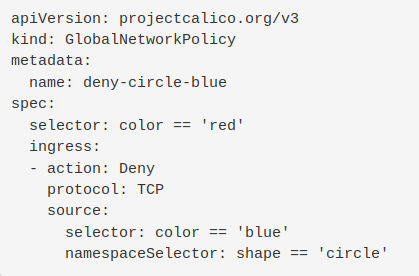 apiVersion: projectcalico.org/v3
kind: GlobalNetworkPolicy
metadata:
  name: deny-circle-blue
spec:
  selector: color == 'red'
  ingress:
  - action: Deny
    protocol: TCP
    source:
      selector: color == 'blue'
      namespaceSelector: shape == 'circle'